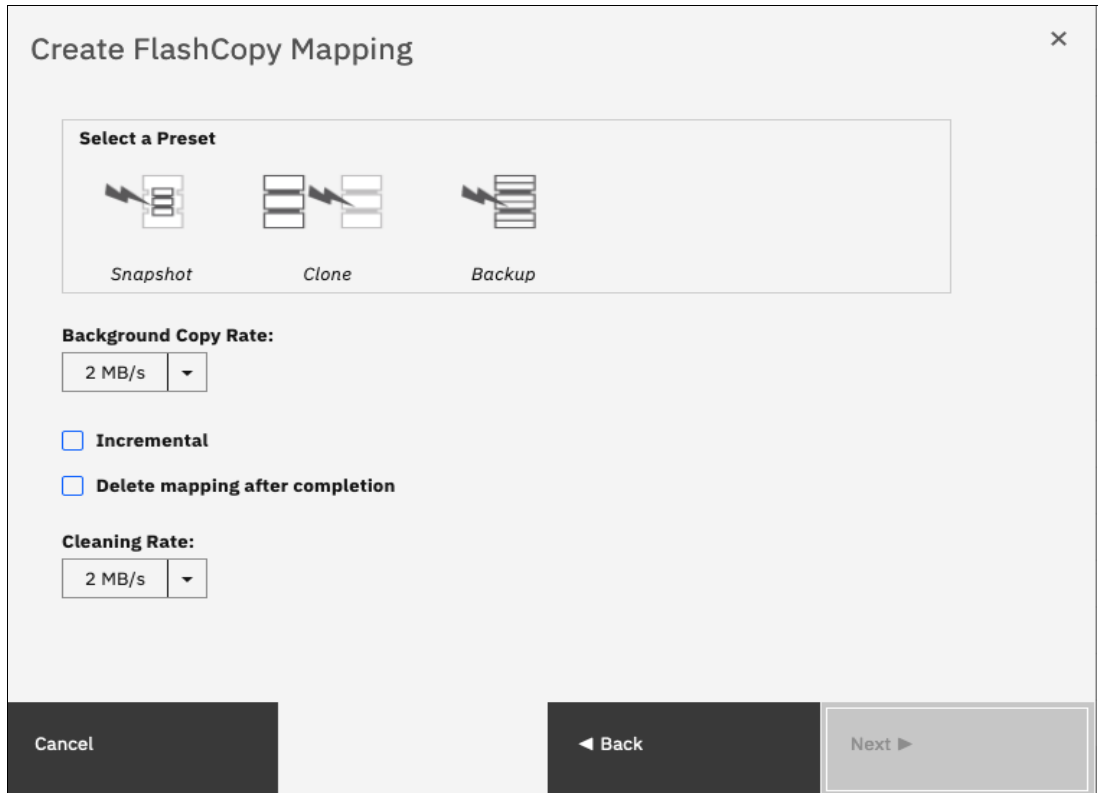 Create FlashCopy Mapping
Select a Preset
Snapshot Clone Backup
Background Copy Rate:
2 MB/s
Incremental
Delete mapping after completion
Cleaning Rate:
2 MB/s
Cancel Back Next